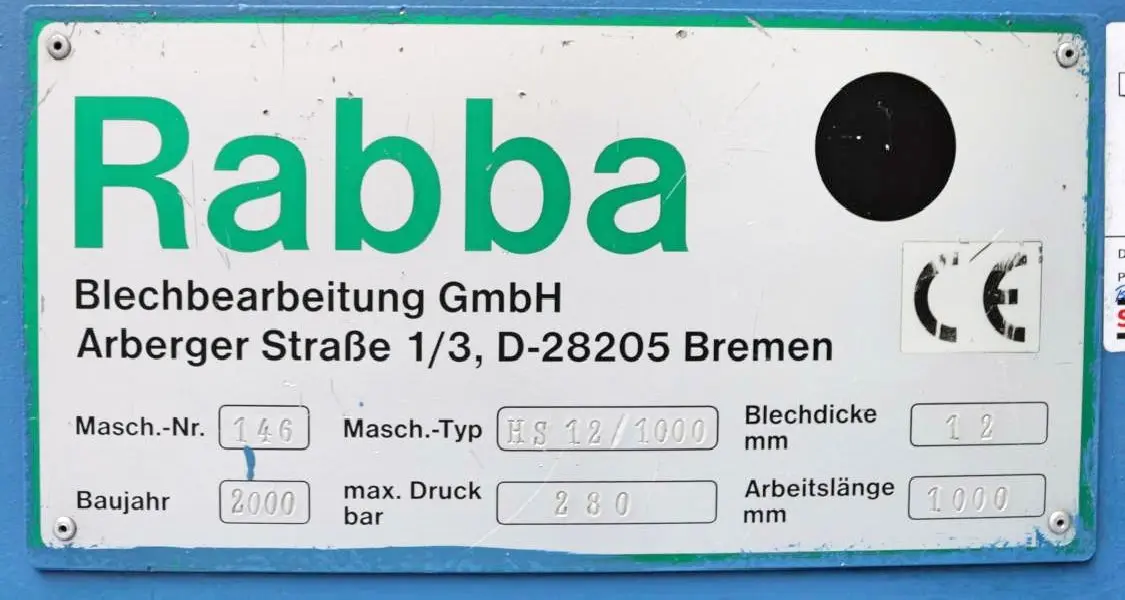 Rabba
Blechbearbeitung GmbH
Arberger Straße 1/3, D-28205 Bremen
CE
Masch.-Nr. 146 Masch.-Typ HS 12/1000 Blechdicke mm 12
Baujahr 2000 max. Druck bar 280 Arbeitslänge mm 1000